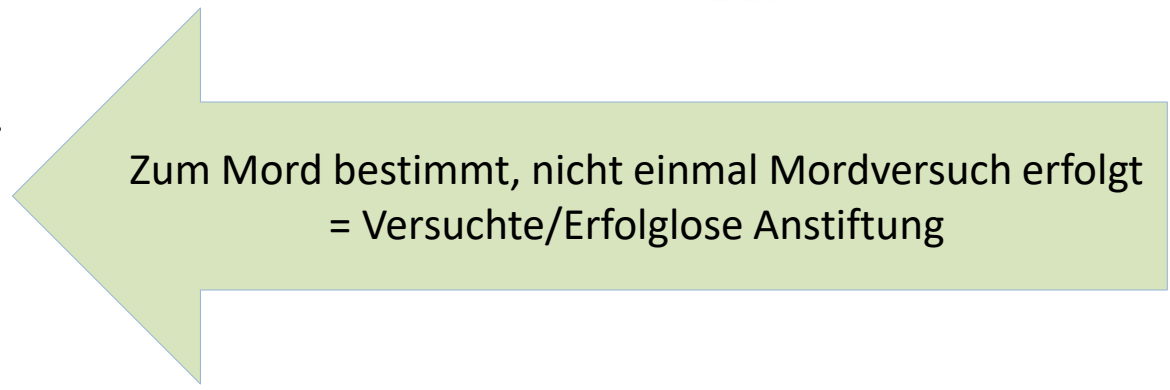 Zum Mord bestimmt, nicht einmal Mordversuch erfolgt
= Versuchte/Erfolglose Anstiftung